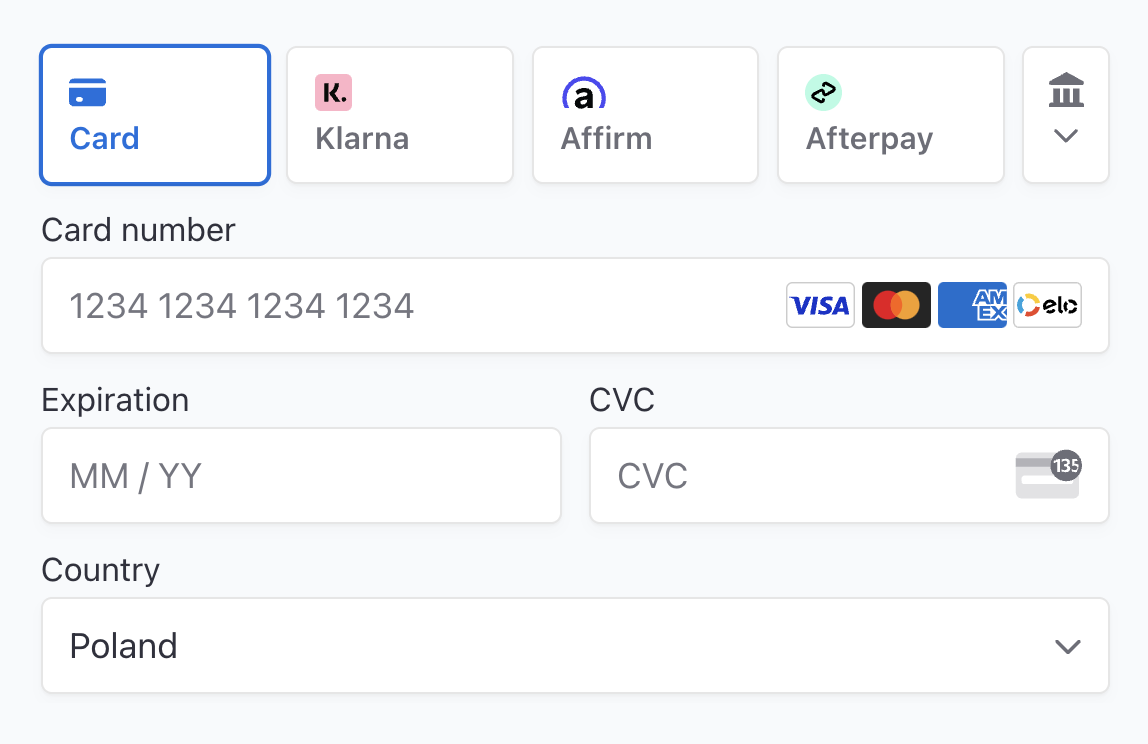 K.
a
Card
Klarna
Affirm
Afterpay
Card number
1234 1234 1234 1234
VISA
AM
EX
elo
Expiration
CVC
MM / YY
CVC
135
Country
Poland